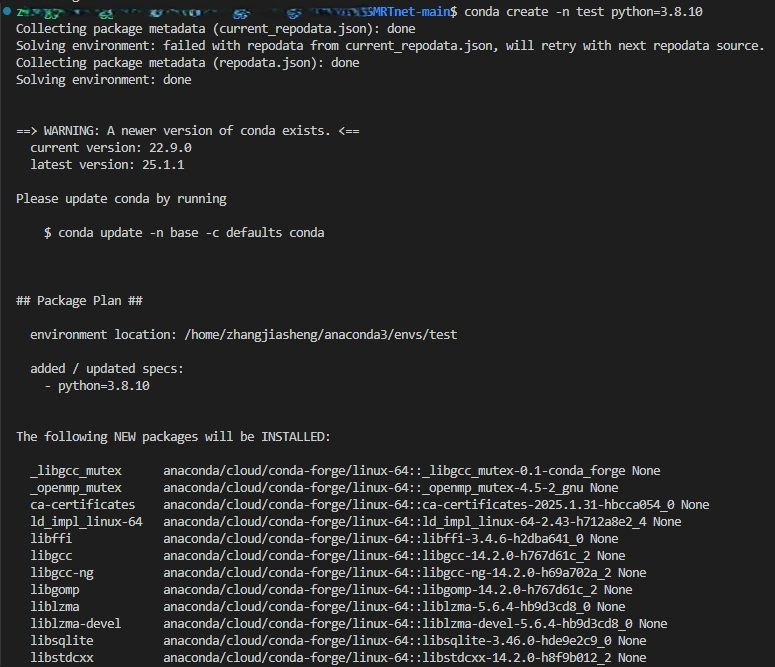 MRTnet-main$ conda create -n test python=3.8.10
Collecting package metadata (current_repodata.json): done
Solving environment: failed with repodata from current_repodata.json, will retry with next repodata source.
Collecting package metadata (repodata.json): done
Solving environment: done
==> WARNING: A newer version of conda exists. <==
current version: 22.9.0
latest version: 25.1.1
Please update conda by running
$ conda update -n base -c defaults conda
## Package Plan ##
environment location: /home/zhangjiasheng/anaconda3/envs/test
added / updated specs:
- python=3.8.10
The following NEW packages will be INSTALLED:
_libgcc_mutex anaconda/cloud/conda-forge/linux-64::_libgcc_mutex-0.1-conda_forge None
_openmp_mutex anaconda/cloud/conda-forge/linux-64::_openmp_mutex-4.5-2_gnu None
ca-certificates anaconda/cloud/conda-forge/linux-64::ca-certificates-2025.1.31-hbcca054_0 None
ld_impl_linux-64 anaconda/cloud/conda-forge/linux-64::ld_impl_linux-64-2.43-h712a8e2_4 None
libffi anaconda/cloud/conda-forge/linux-64::libffi-3.4.6-h2dba641_0 None
libgcc anaconda/cloud/conda-forge/linux-64::libgcc-14.2.0-h767d61c_2 None
libgcc-ng anaconda/cloud/conda-forge/linux-64::libgcc-ng-14.2.0-h69a702a_2 None
libgomp anaconda/cloud/conda-forge/linux-64::libgomp-14.2.0-h767d61c_2 None
liblzma anaconda/cloud/conda-forge/linux-64::liblzma-5.6.4-hb9d3cd8_0 None
liblzma-devel anaconda/cloud/conda-forge/linux-64::liblzma-devel-5.6.4-hb9d3cd8_0 None
libsqlite anaconda/cloud/conda-forge/linux-64::libsqlite-3.46.0-hde9e2c9_0 None
libstdcxx anaconda/cloud/conda-forge/linux-64::libstdcxx-14.2.0-h8f9b012_2 None